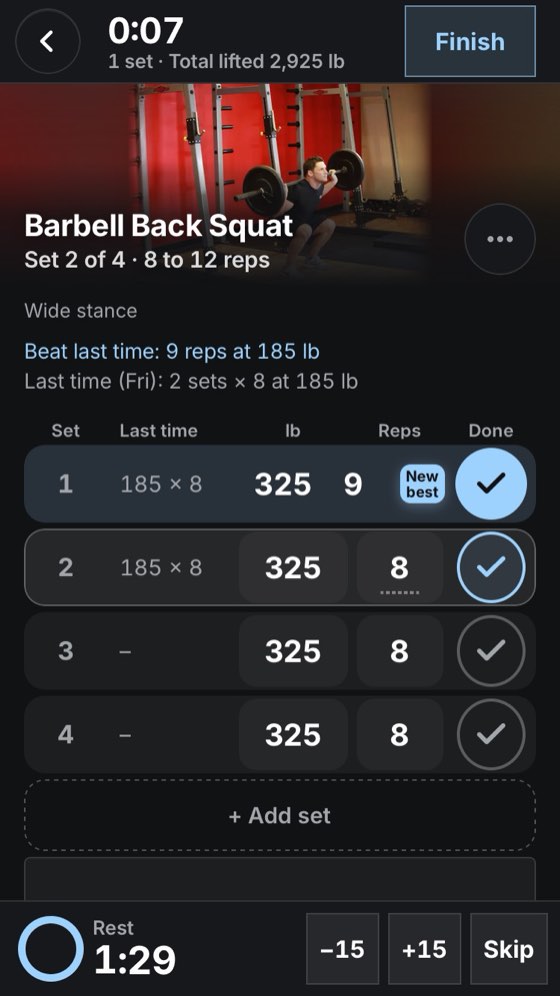 0:07
1 set · Total lifted 2,925 lb
Finish
Barbell Back Squat
Set 2 of 4 · 8 to 12 reps
Wide stance
Beat last time: 9 reps at 185 lb
Last time (Fri): 2 sets × 8 at 185 lb
Set Last time lb Reps Done
1 185 × 8 325 9 New best
2 185 × 8 325 8
3 – 325 8
4 – 325 8
+ Add set
Rest
1:29
−15 +15 Skip